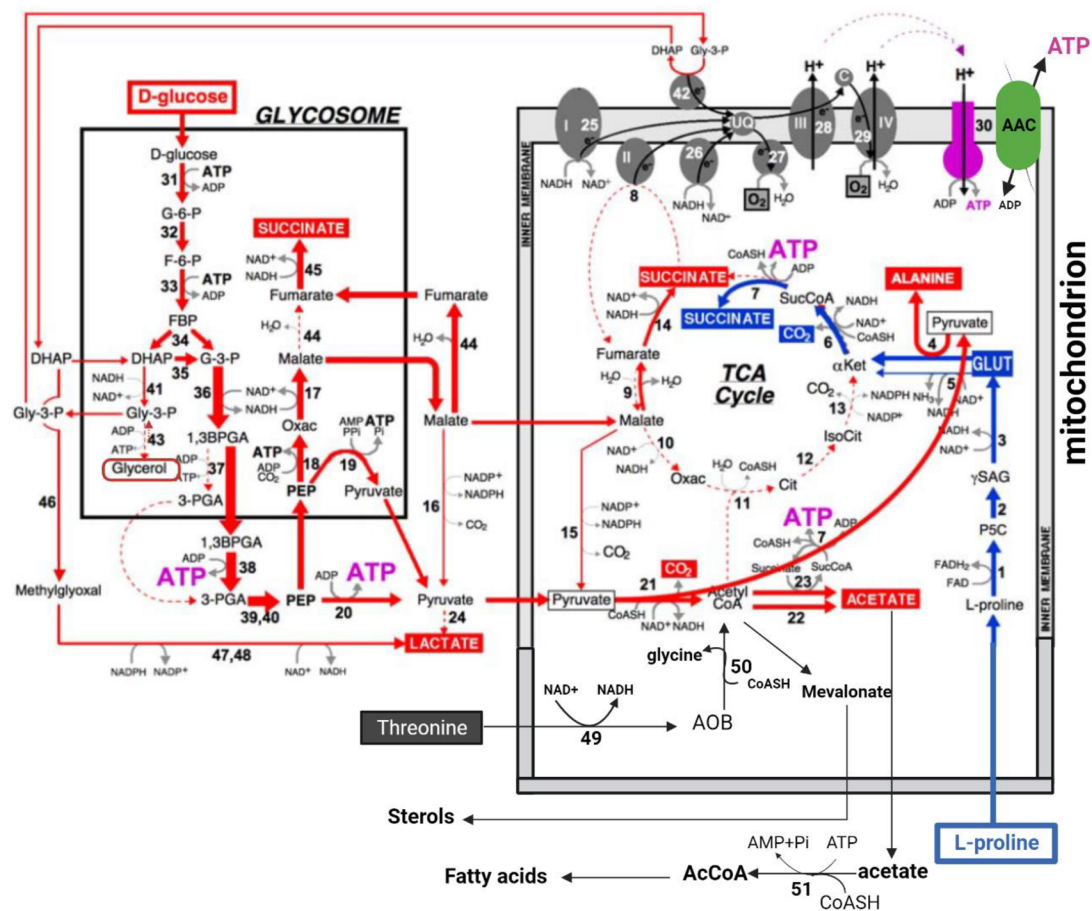 DHAP Gly-3-P
ATP
D-glucose
GLYCOSOME
H+ C H+ H+
42 e-
I 25
e-
UQ
III 28
e-
29 IV
e-
30
AAC
II
26
e-
27
e-
8
NADH NAD+
NADH NAD+
O2 H2O
O2 H2O
ADP ATP ADP
INNER MEMBRANE
INNER MEMBRANE
mitochondrion
D-glucose
31 ATP
ADP
G-6-P
32
F-6-P
33 ATP
ADP
FBP
34
DHAP DHAP G-3-P
35
NADH
NAD+
41
36
Gly-3-P Gly-3-P
ADP
ATP
43
Glycerol
1,3BPGA
ADP
ATP
37
3-PGA
1,3BPGA
ADP
ATP
38
3-PGA
39,40
PEP
SUCCINATE
NAD+
NADH
45
Fumarate Fumarate
H2O
44
H2O
44
Malate
NAD+
NADH
17
Oxac
ATP
ADP
CO2
18
PEP
AMP
PPi
ATP
Pi
19
Pyruvate
Malate
16
NADP+
NADPH
CO2
ADP
ATP
20
Pyruvate
24
LACTATE
46
Methylglyoxal
47,48
NADPH NADP+
NAD+ NADH
SUCCINATE
CoASH ATP
ADP
7
SucCoA
SUCCINATE
NAD+
NADH
14
Fumarate
H2O
9
H2O
Malate
TCA
Cycle
CO2
6
NADH
NAD+
CoASH
αKet
GLUT
ALANINE
Pyruvate
4
5
NH3
NADH
NAD+
CO2
13
NADPH
NADP+
IsoCit
12
Cit
NAD+
NADH
10
Oxac
H2O CoASH
11
NADH
NAD+
3
γSAG
2
P5C
FADH2
FAD
1
L-proline
15
NADP+
NADPH
CO2
Pyruvate
CO2
21
CoASH
NAD+ NADH
Acetyl
CoA
ATP
ADP
CoASH
7
Succinate
SucCoA
23
22
ACETATE
glycine
50
CoASH
Mevalonate
NAD+ NADH
Threonine
49
AOB
Sterols
L-proline
AMP+Pi ATP
Fatty acids
AcCoA
acetate
51
CoASH